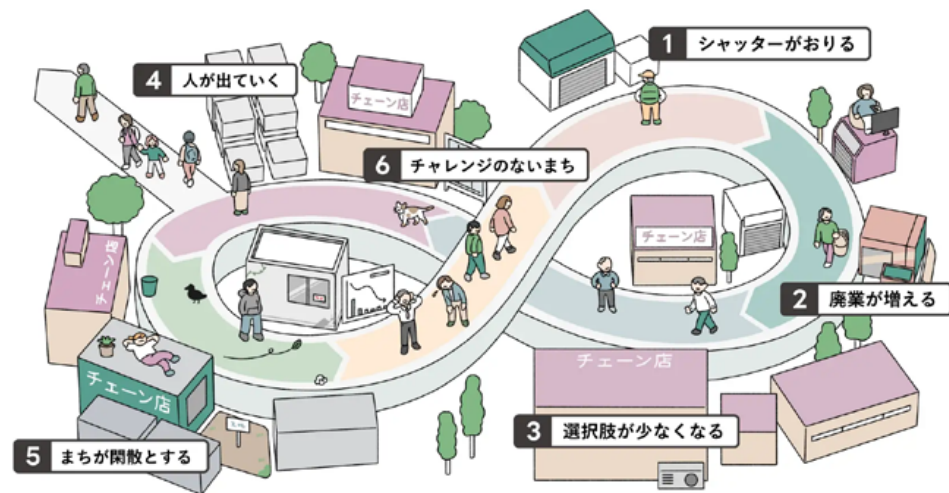 1 シャッターがおりる
4 人が出ていく
チェーン店
6 チャレンジのないまち
チェーン店
チェーン店
2 廃業が増える
チェーン店
チェーン店
3 選択肢が少なくなる
5 まちが閑散とする